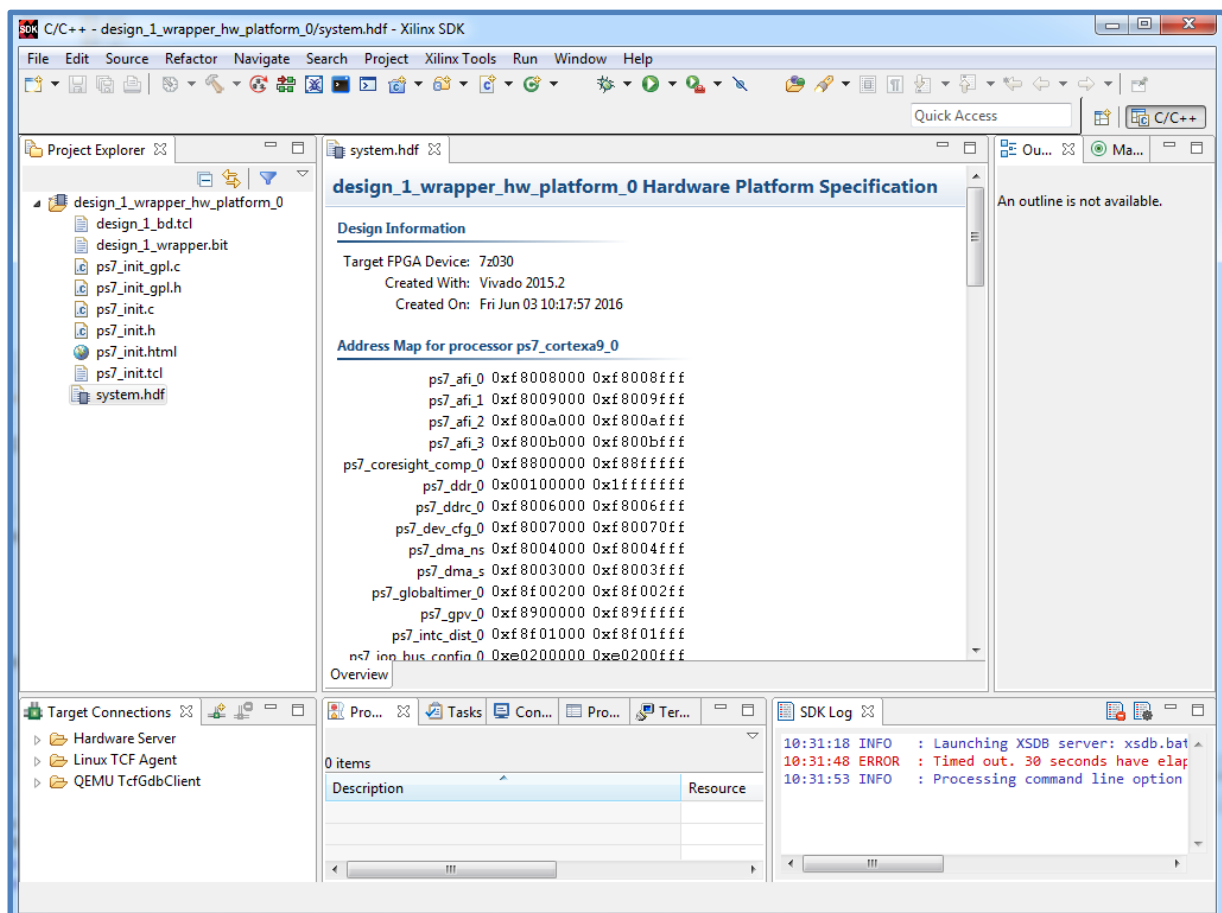 SDK C/C++ - design_1_wrapper_hw_platform_0/system.hdf - Xilinx SDK
File Edit Source Refactor Navigate Search Project Xilinx Tools Run Window Help
Quick Access
C/C++
Project Explorer
design_1_wrapper_hw_platform_0
design_1_bd.tcl
design_1_wrapper.bit
ps7_init_gpl.c
ps7_init_gpl.h
ps7_init.c
ps7_init.h
ps7_init.html
ps7_init.tcl
system.hdf
system.hdf
design_1_wrapper_hw_platform_0 Hardware Platform Specification
Design Information
Target FPGA Device: 7z030
Created With: Vivado 2015.2
Created On: Fri Jun 03 10:17:57 2016
Address Map for processor ps7_cortexa9_0
ps7_afi_0 0xf8008000 0xf8008fff
ps7_afi_1 0xf8009000 0xf8009fff
ps7_afi_2 0xf800a000 0xf800afff
ps7_afi_3 0xf800b000 0xf800bfff
ps7_coresight_comp_0 0xf8800000 0xf88fffff
ps7_ddr_0 0x00100000 0x1fffffff
ps7_ddrc_0 0xf8006000 0xf8006fff
ps7_dev_cfg_0 0xf8007000 0xf80070ff
ps7_dma_ns 0xf8004000 0xf8004fff
ps7_dma_s 0xf8003000 0xf8003fff
ps7_globaltimer_0 0xf8f00200 0xf8f002ff
ps7_gpv_0 0xf8900000 0xf89fffff
ps7_intc_dist_0 0xf8f01000 0xf8f01fff
ps7_iop_bus_config_0 0xe0200000 0xe0200fff
Overview
Ou... Ma...
An outline is not available.
Target Connections
Hardware Server
Linux TCF Agent
QEMU TcfGdbClient
Pro... Tasks Con... Pro... Ter...
0 items
Description Resource
SDK Log
10:31:18 INFO : Launching XSDB server: xsdb.bat
10:31:48 ERROR : Timed out. 30 seconds have elap
10:31:53 INFO : Processing command line option